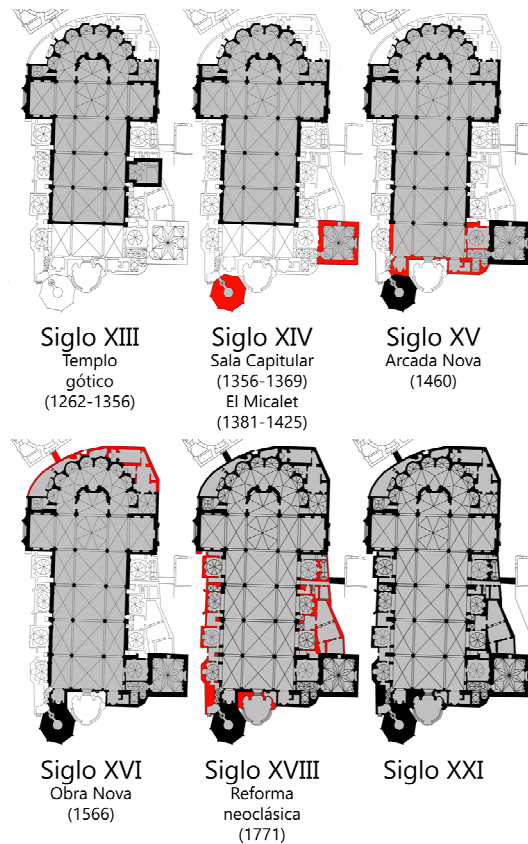 Siglo XIII
Templo
gótico
(1262-1356)
Siglo XIV
Sala Capitular
(1356-1369)
El Micalet
(1381-1425)
Siglo XV
Arcada Nova
(1460)
Siglo XVI
Obra Nova
(1566)
Siglo XVIII
Reforma
neoclásica
(1771)
Siglo XXI